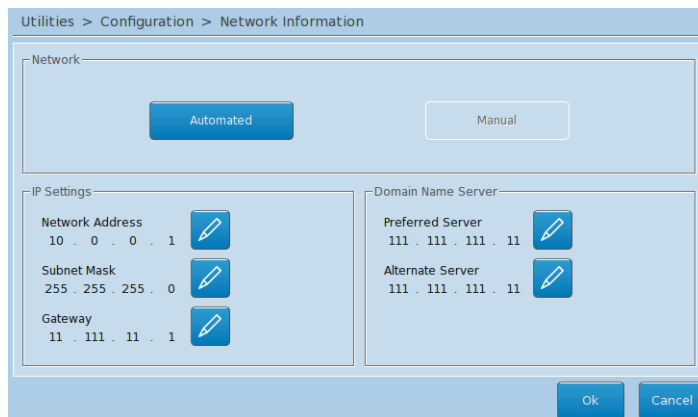 Utilities > Configuration > Network Information
Network
Automated
Manual
IP Settings
Network Address
10 . 0 . 0 . 1
Subnet Mask
255 . 255 . 255 . 0
Gateway
11 . 111 . 11 . 1
Domain Name Server
Preferred Server
111 . 111 . 111 . 11
Alternate Server
111 . 111 . 111 . 11
Ok
Cancel